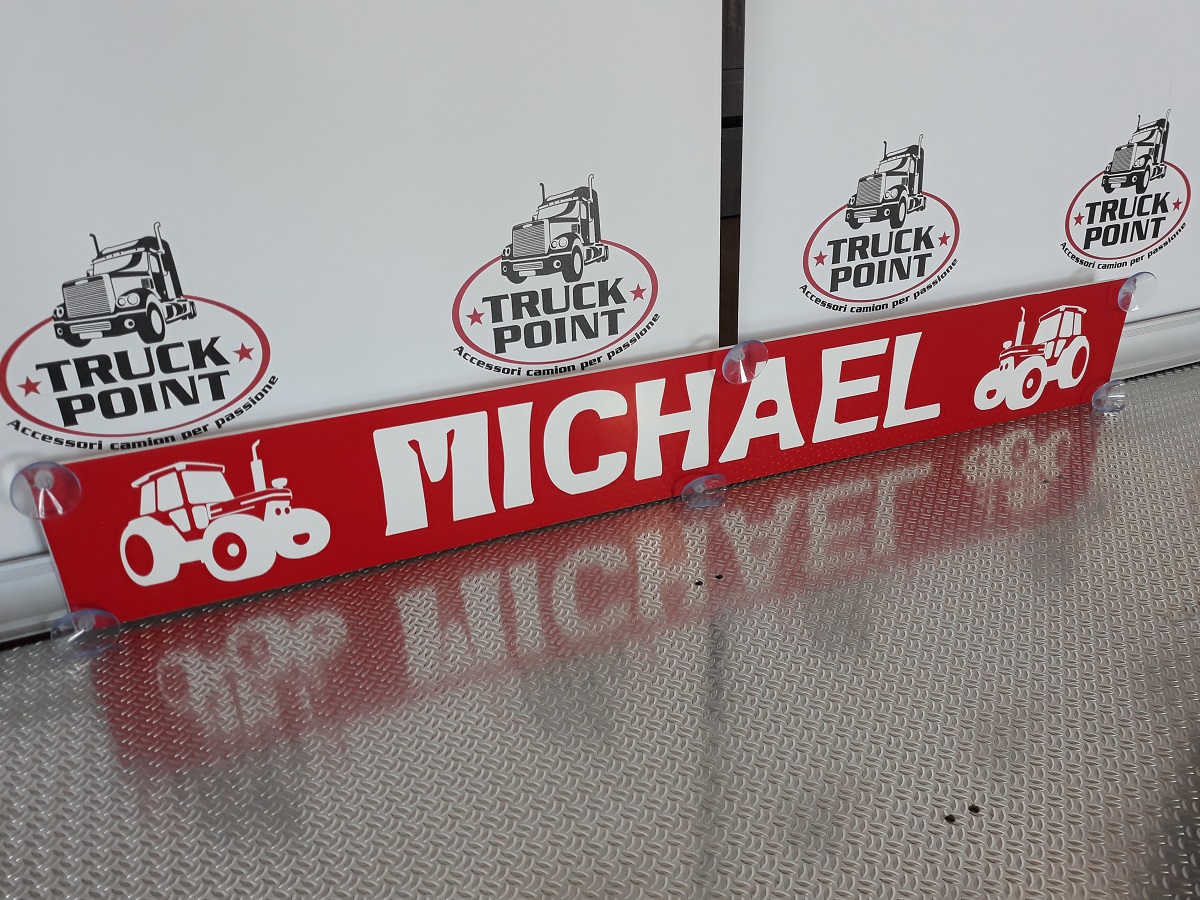 TRUCK
POINT
Accessori camion per passione
TRUCK
POINT
Accessori camion per passione
TRUCK
POINT
Accessori camion per passione
TRUCK
POINT
Accessori camion per passione
MICHAEL